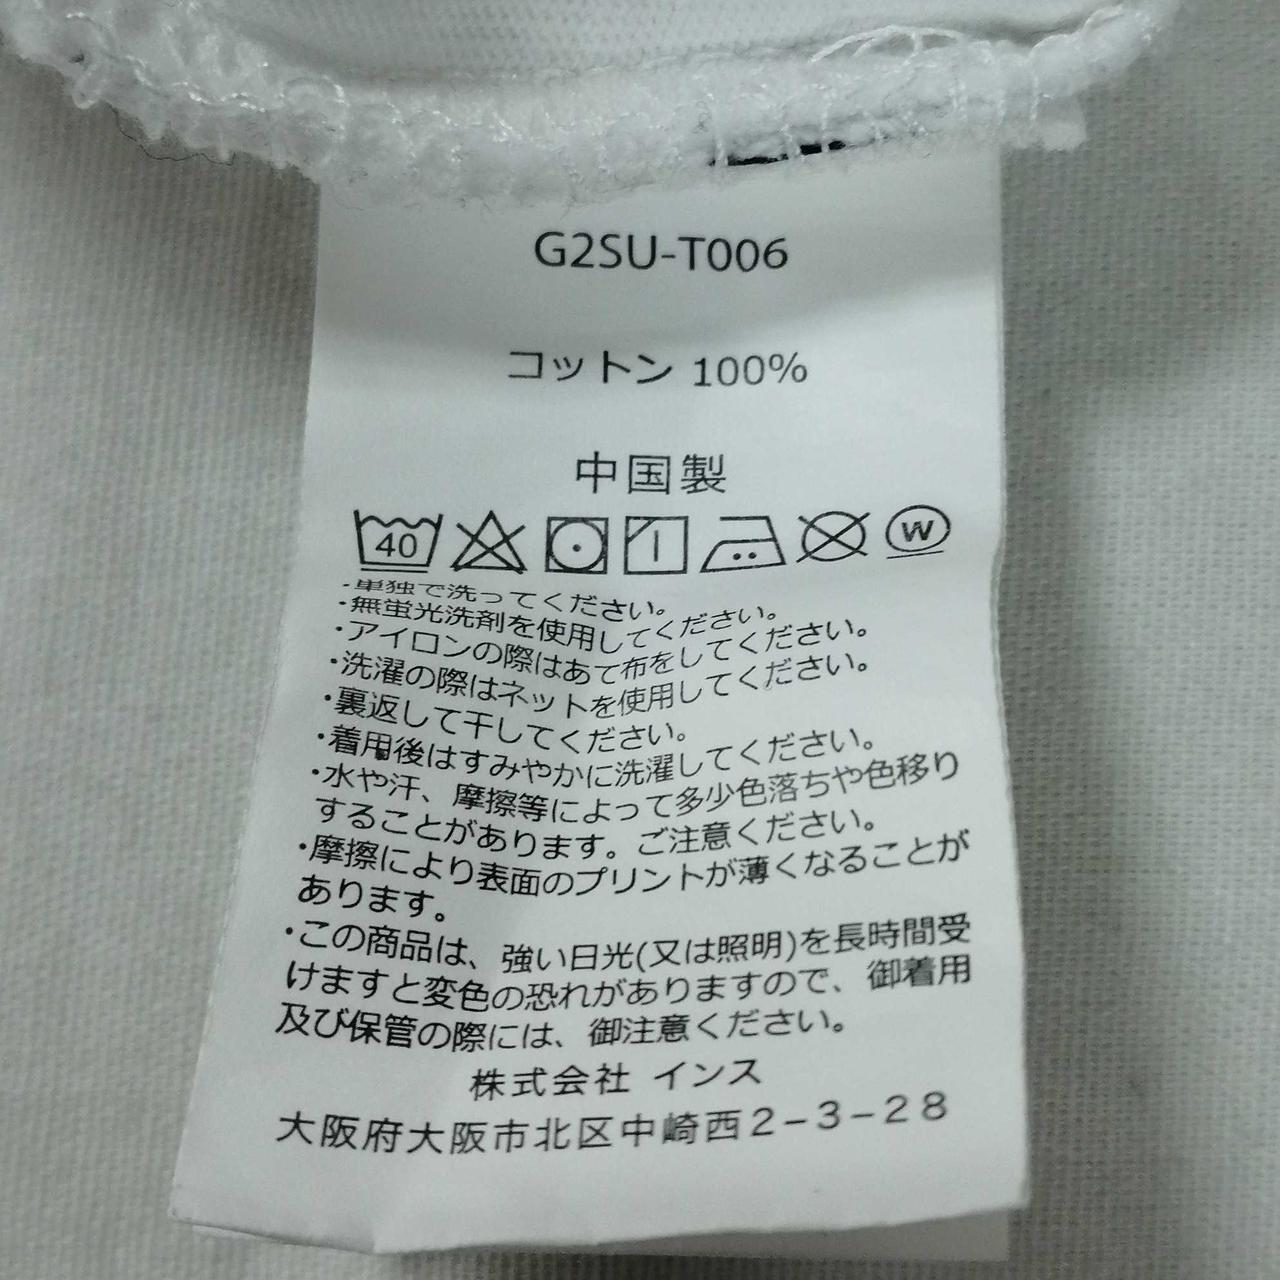 G2SU-T006
コットン 100%
中国製
40
W
・単独で洗ってください。
・無蛍光洗剤を使用してください。
・アイロンの際はあて布をしてください。
・洗濯の際はネットを使用してください。
・裏返して干してください。
・着用後はすみやかに洗濯してください。
・水や汗、摩擦等によって多少色落ちや色移り
することがあります。ご注意ください。
・摩擦により表面のプリントが薄くなることが
あります。
・この商品は、強い日光(又は照明)を長時間受
けますと変色の恐れがありますので、御着用
及び保管の際には、御注意ください。
株式会社 インス
大阪府大阪市北区中崎西2-3-28